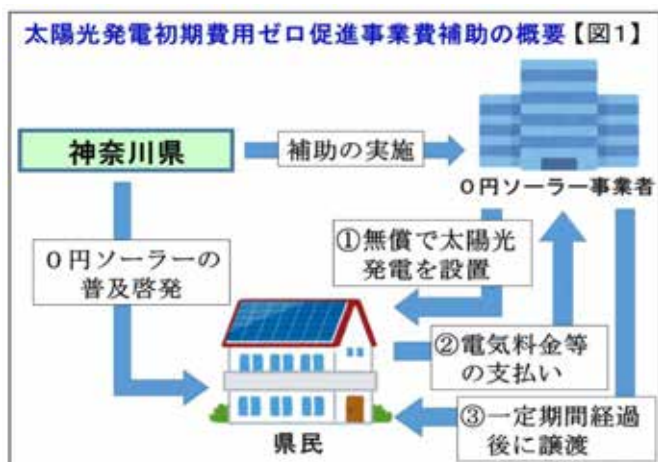 太陽光発電初期費用ゼロ促進事業費補助の概要【図1】
神奈川県
補助の実施
0円ソーラー事業者
0円ソーラーの
普及啓発
①無償で太陽光
発電を設置
②電気料金等
の支払い
③一定期間経過
後に譲渡
県民